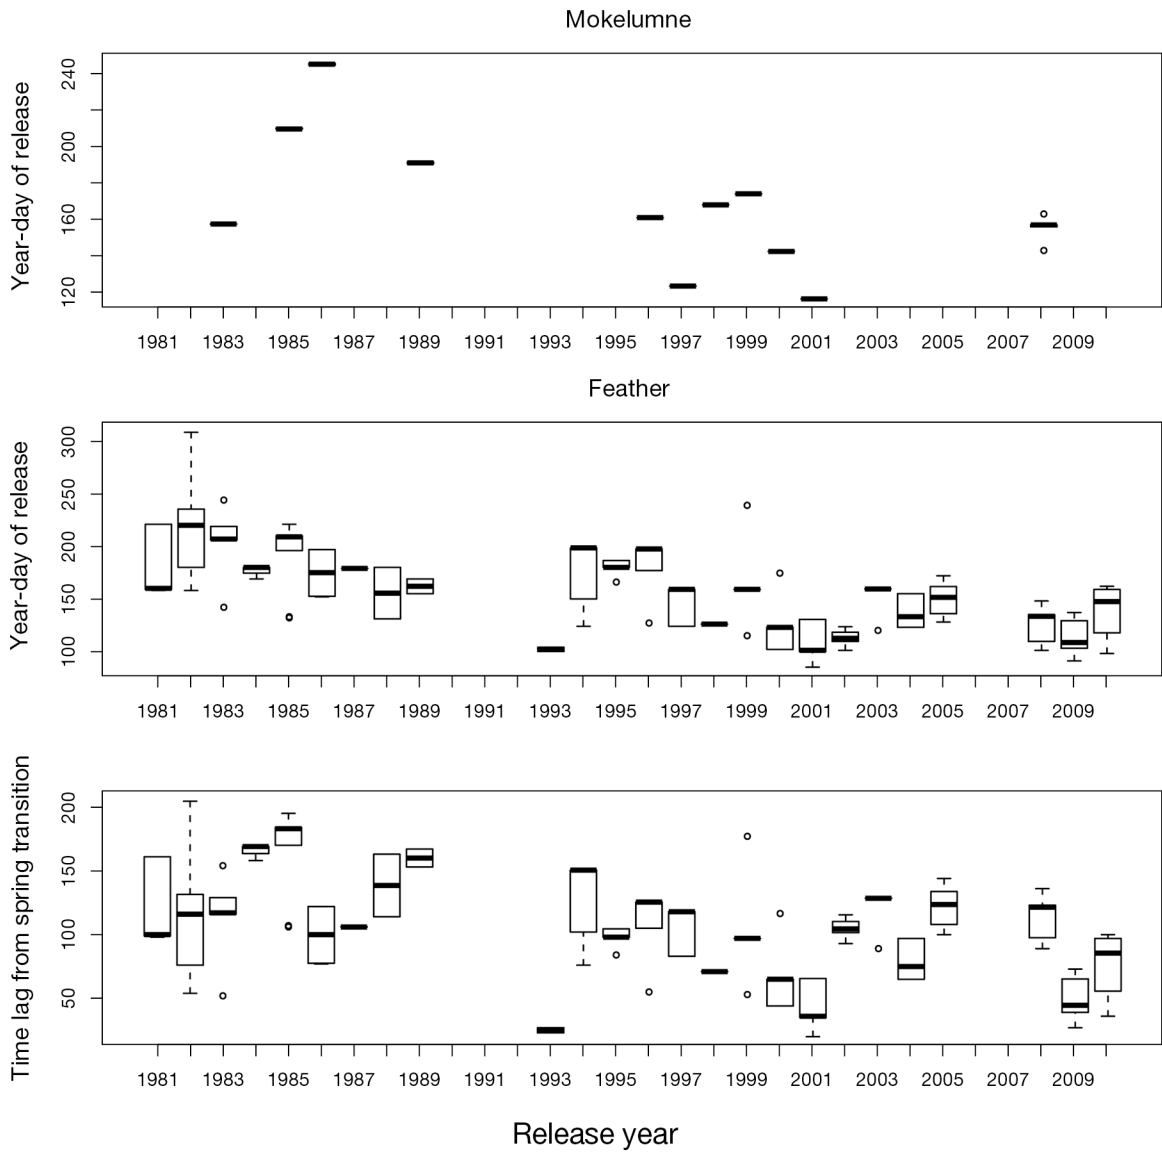 Mokelumne
Year-day of release
240
200
160
120
1981 1983 1985 1987 1989 1991 1993 1995 1997 1999 2001 2003 2005 2007 2009
Feather
Year-day of release
300
250
200
150
100
1981 1983 1985 1987 1989 1991 1993 1995 1997 1999 2001 2003 2005 2007 2009
Time lag from spring transition
200
150
100
50
1981 1983 1985 1987 1989 1991 1993 1995 1997 1999 2001 2003 2005 2007 2009
Release year